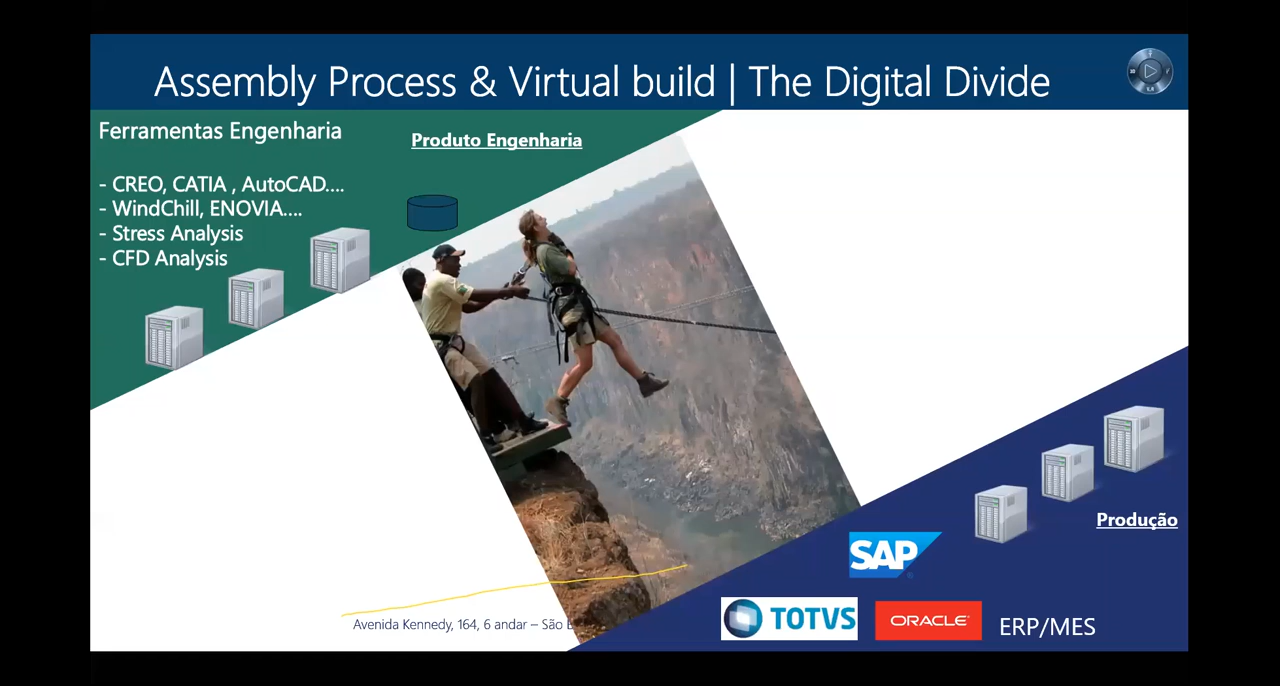 Assembly Process & Virtual build | The Digital Divide
Ferramentas Engenharia
Produto Engenharia
- CREO, CATIA , AutoCAD....
- WindChill, ENOVIA....
- Stress Analysis
- CFD Analysis
Produção
SAP
TOTVS
ORACLE
ERP/MES
Avenida Kennedy, 164, 6 andar – São